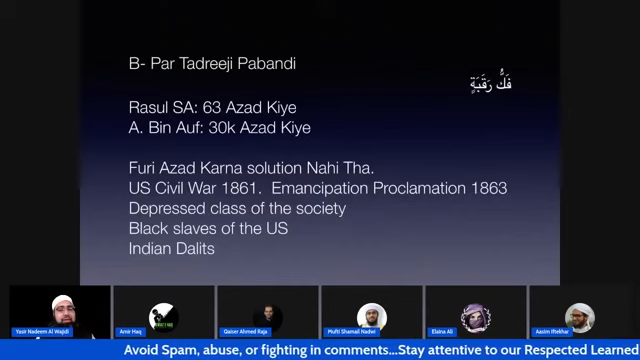 B- Par Tadreeji Pabandi
فَكُّ رَقَبَةٍ
Rasul SA: 63 Azad Kiye
A. Bin Auf: 30k Azad Kiye
Furi Azad Karna solution Nahi Tha.
US Civil War 1861. Emancipation Proclamation 1863
Depressed class of the society
Black slaves of the US
Indian Dalits
Yasir Nadeem Al Wajidi
Amir Haq
Qaiser Ahmed Raja
Mufti Shamail Nadwi
Elaina Ali
Aasim Iftekhar
Avoid Spam, abuse, or fighting in comments...Stay attentive to our Respected Learned